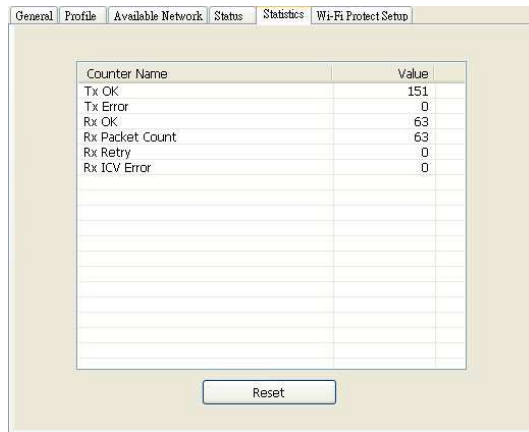 General Profile Available Network Status Statistics Wi-Fi Protect Setup
Counter Name Value
Tx OK 151
Tx Error 0
Rx OK 63
Rx Packet Count 63
Rx Retry 0
Rx ICV Error 0
Reset